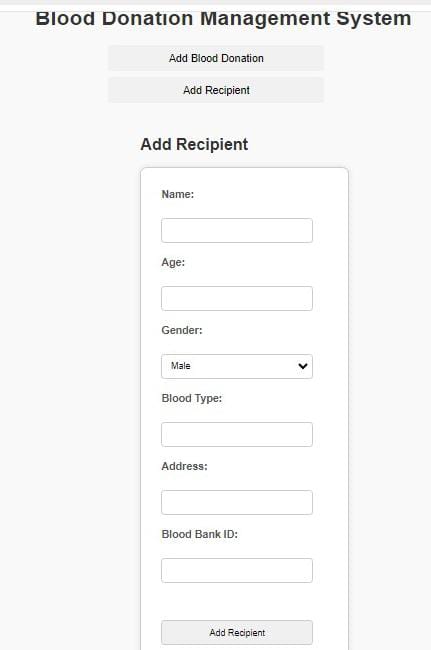 Blood Donation Management System
Add Blood Donation
Add Recipient
Add Recipient
Name:
Age:
Gender:
Male
Blood Type:
Address:
Blood Bank ID:
Add Recipient